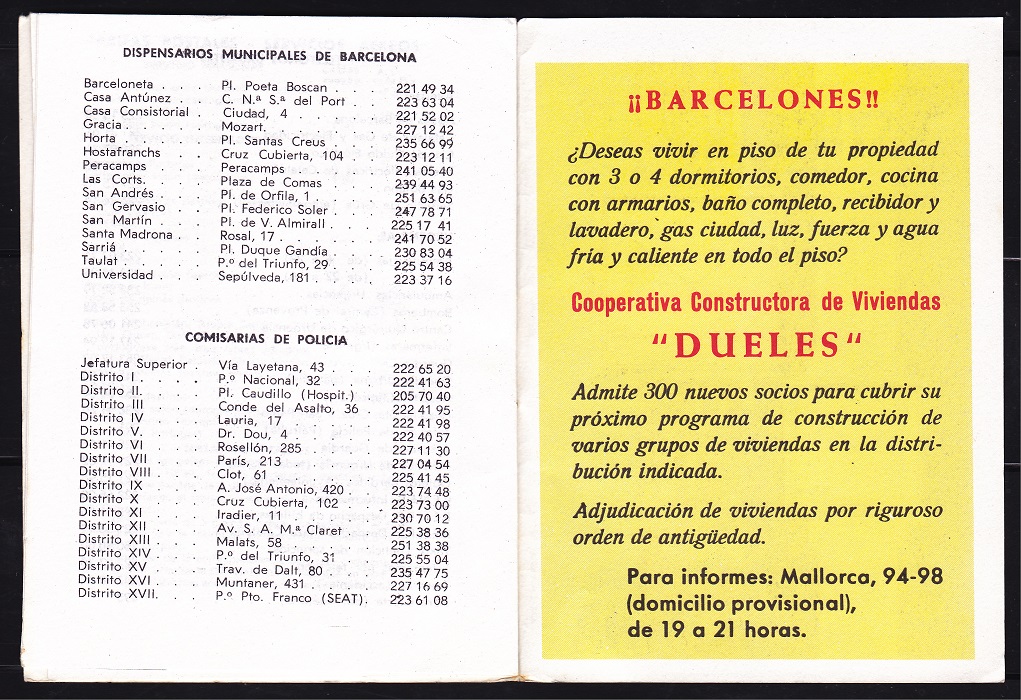 DISPENSARIOS MUNICIPALES DE BARCELONA
Barceloneta . . . Pl. Poeta Boscan . . . 221 49 34
Casa Antúnez . . C. N.ª S.ª del Port . . 223 63 04
Casa Consistorial . Ciudad, 4 . . . . . 221 52 02
Gracia . . . . . Mozart. . . . . . . 227 12 42
Horta . . . . . Pl. Santas Creus . . . 235 66 99
Hostafranchs . . Cruz Cubierta, 104 . . 223 12 11
Peracamps . . . Peracamps . . . . . 241 05 40
Las Corts. . . . Plaza de Comas . . . 239 44 93
San Andrés . . . Pl. de Orfila, 1 . . . . 251 63 65
San Gervasio . . Pl. Federico Soler . . . 247 78 71
San Martín . . . Pl. de V. Almirall . . . 225 17 41
Santa Madrona . . Rosal, 17 . . . . . . 241 70 52
Sarriá . . . . . Pl. Duque Gandía . . . 230 83 04
Taulat . . . . . P.º del Triunfo, 29 . . . 225 54 38
Universidad . . . Sepúlveda, 181 . . . . 223 37 16
COMISARIAS DE POLICIA
Jefatura Superior . Vía Layetana, 43 . . . 222 65 20
Distrito I . . . . P.º Nacional, 32 . . . 222 41 63
Distrito II. . . . Pl. Caudillo (Hospit.) . . 205 70 40
Distrito III . . . Conde del Asalto, 36 . . 222 41 95
Distrito IV . . . Lauria, 17 . . . . . 222 41 98
Distrito V. . . . Dr. Dou, 4 . . . . . 222 40 57
Distrito VI . . . Rosellón, 285 . . . . 227 11 30
Distrito VII . . . París, 213 . . . . . 227 04 54
Distrito VIII . . . Clot, 61 . . . . . . 225 41 45
Distrito IX . . . A. José Antonio, 420 . . 223 74 48
Distrito X . . . Cruz Cubierta, 102 . . . 223 73 00
Distrito XI . . . Iradier, 11 . . . . . 230 70 12
Distrito XII . . . Av. S. A. M.ª Claret . . 225 38 36
Distrito XIII . . . Malats, 58 . . . . . 251 38 38
Distrito XIV . . . P.º del Triunfo, 31 . . 225 55 04
Distrito XV . . . Trav. de Dalt, 80 . . . 235 47 75
Distrito XVI . . . Muntaner, 431 . . . . 227 16 69
Distrito XVII. . . P.º Pto. Franco (SEAT). . 223 61 08
¡¡BARCELONES!!
¿Deseas vivir en piso de tu propiedad
con 3 o 4 dormitorios, comedor, cocina
con armarios, baño completo, recibidor y
lavadero, gas ciudad, luz, fuerza y agua
fria y caliente en todo el piso?
Cooperativa Constructora de Viviendas
"DUELES"
Admite 300 nuevos socios para cubrir su
próximo programa de construcción de
varios grupos de viviendas en la distri-
bución indicada.
Adjudicación de viviendas por riguroso
orden de antigüedad.
Para informes: Mallorca, 94-98
(domicilio provisional),
de 19 a 21 horas.